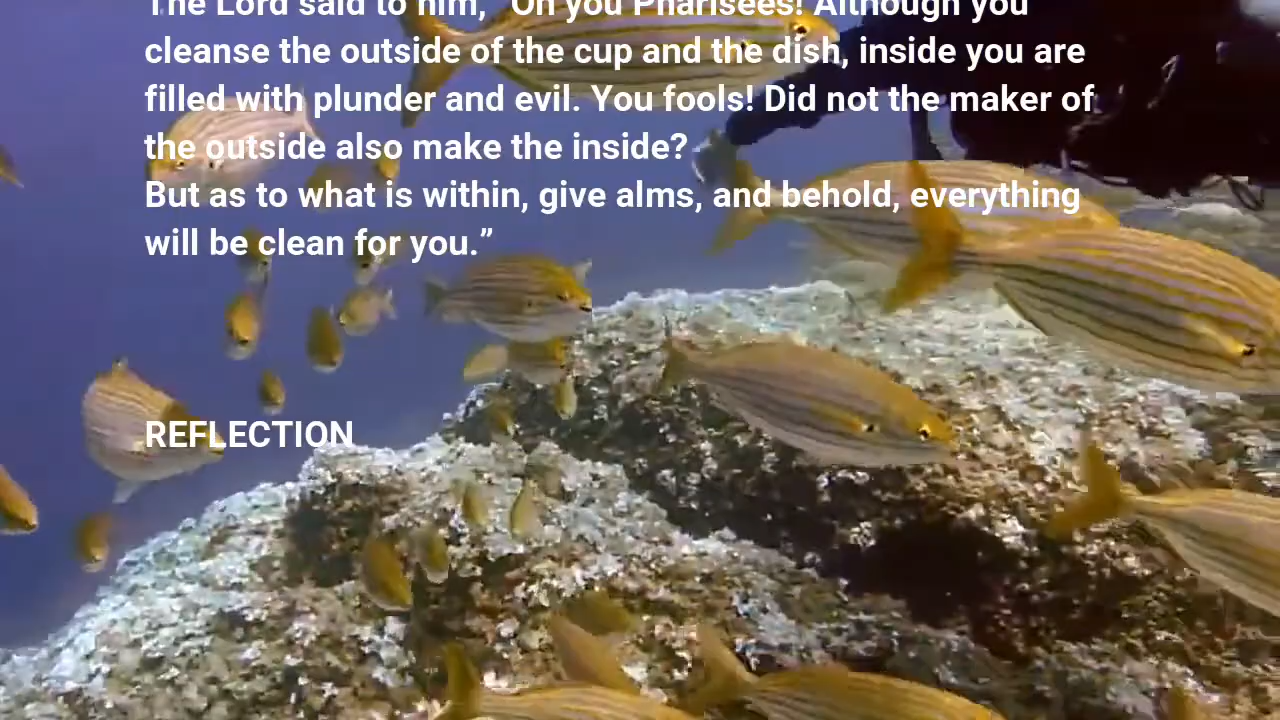 The Lord said to him, “Oh you Pharisees! Although you
cleanse the outside of the cup and the dish, inside you are
filled with plunder and evil. You fools! Did not the maker of
the outside also make the inside?
But as to what is within, give alms, and behold, everything
will be clean for you.”
REFLECTION